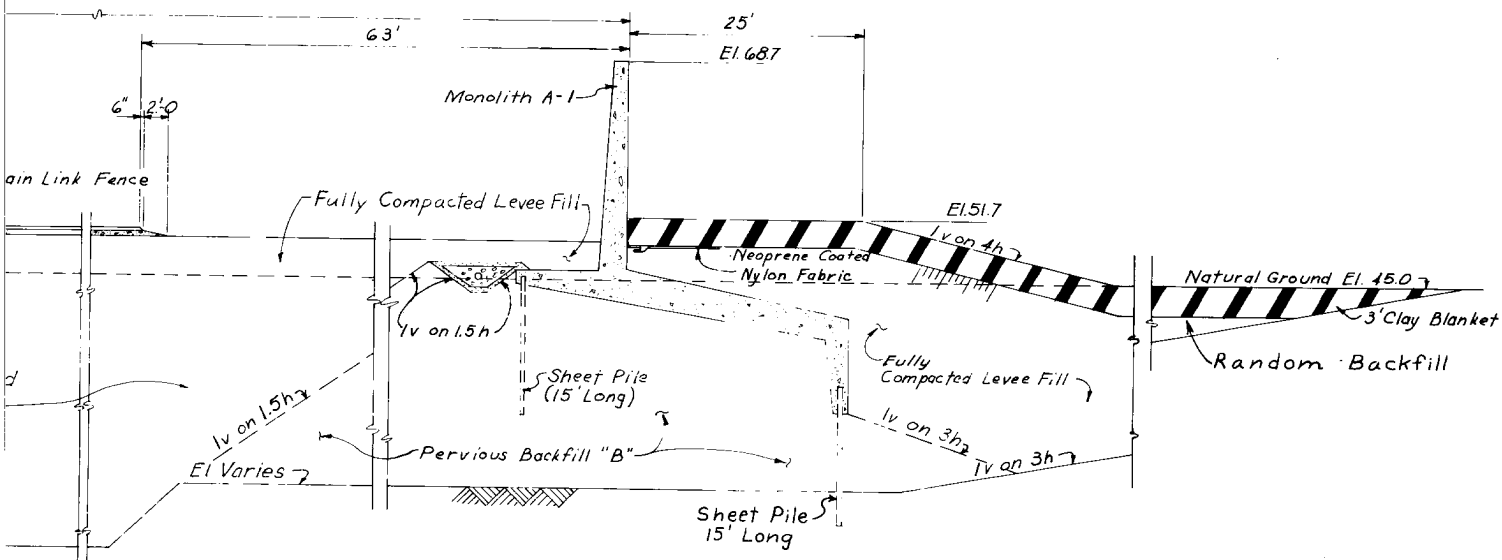 25'
63'
El. 68.7
Monolith A-1
6" 2'-0
ain Link Fence
Fully Compacted Levee Fill
El. 51.7
1v on 4h
Neoprene Coated
Nylon Fabric
Natural Ground El. 45.0
3' Clay Blanket
1v on 1.5h
Random Backfill
Fully
Compacted Levee Fill
Sheet Pile
(15' Long)
d
1v on 1.5h
1v on 3h
Pervious Backfill "B"
1v on 3h
El Varies
Sheet Pile
15' Long